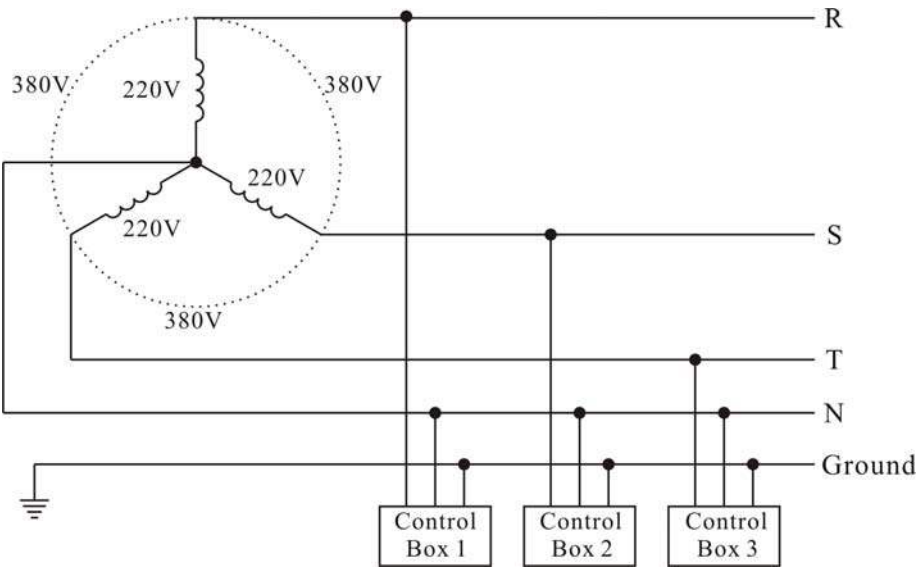 R
380V
220V
380V
220V
220V
S
380V
T
N
Ground
Control
Box 1
Control
Box 2
Control
Box 3